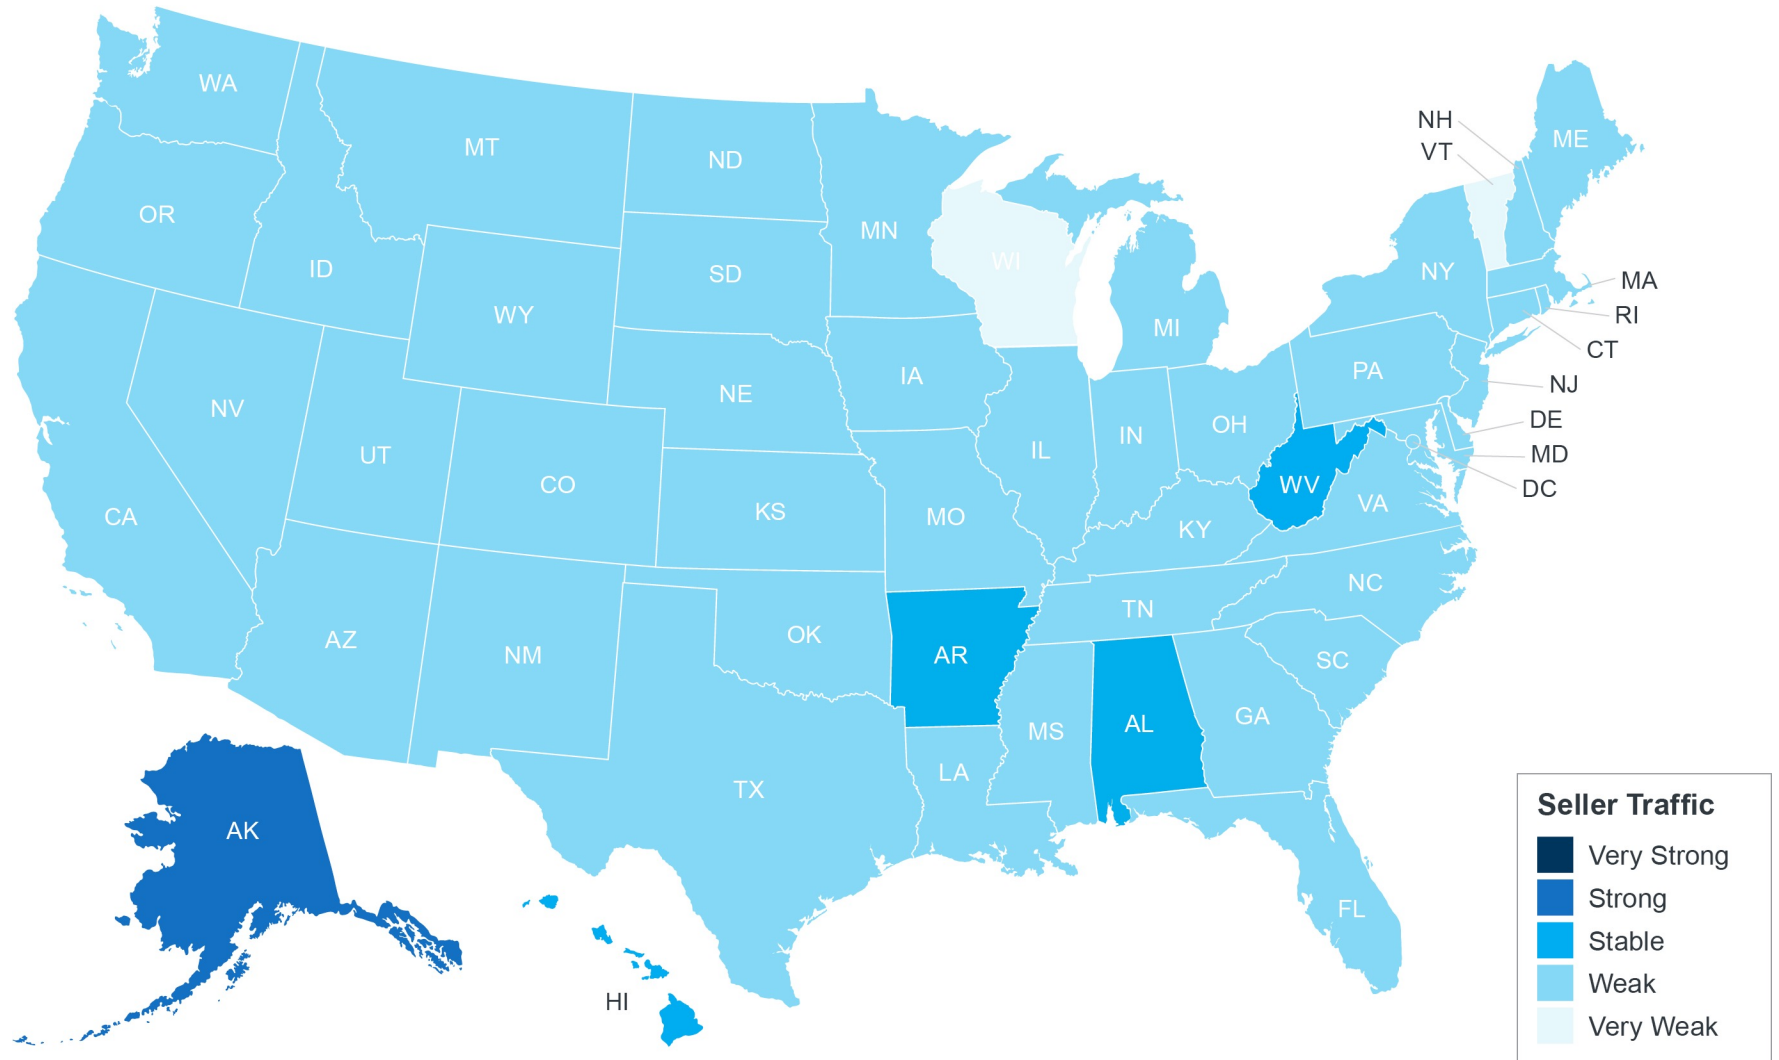 WA
MT
ND
MN
NH
VT
ME
OR
ID
SD
WI
MI
NY
MA
RI
CT
WY
IA
NE
PA
NJ
NV
UT
CO
IL
IN
OH
DE
MD
DC
CA
KS
MO
WV
VA
KY
AZ
NM
OK
AR
TN
NC
SC
MS
AL
GA
LA
TX
AK
FL
HI
Seller Traffic
Very Strong
Strong
Stable
Weak
Very Weak